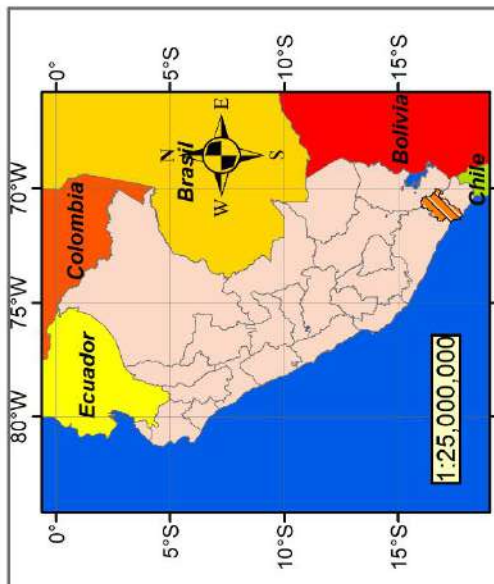 80°W 75°W 70°W
0° 0°
5°S 5°S
10°S 10°S
15°S 15°S
Ecuador
Colombia
Brasil
Bolivia
Chile
N
W E
S
1:25,000,000